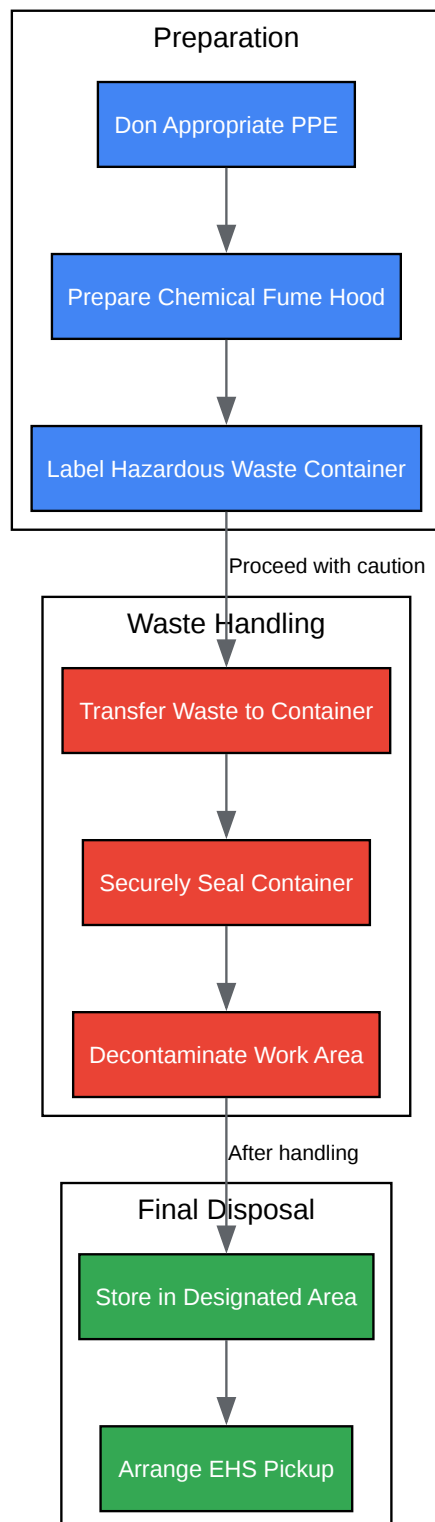 Preparation
Don Appropriate PPE
Prepare Chemical Fume Hood
Label Hazardous Waste Container
Proceed with caution
Waste Handling
Transfer Waste to Container
Securely Seal Container
Decontaminate Work Area
After handling
Final Disposal
Store in Designated Area
Arrange EHS Pickup